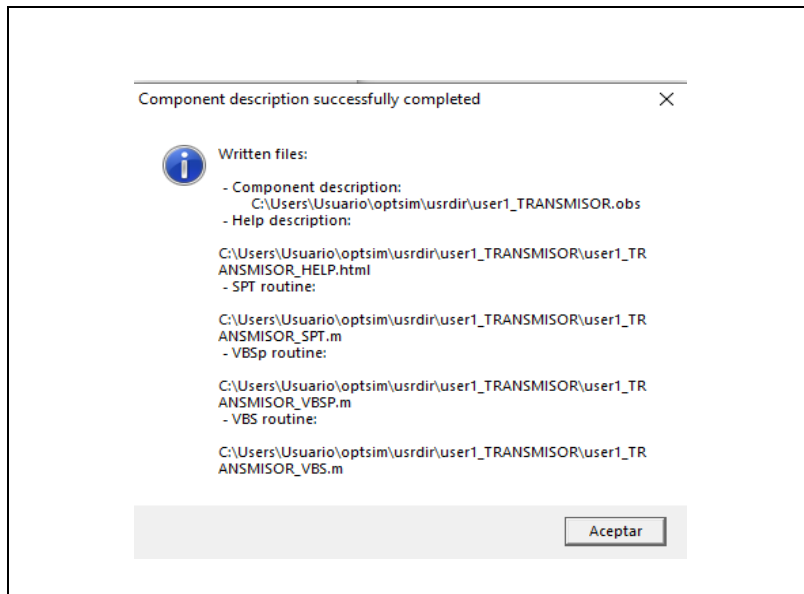 Component description successfully completed
Written files:
- Component description:
C:\Users\Usuario\optsim\usrdir\user1_TRANSMISOR.obs
- Help description:
C:\Users\Usuario\optsim\usrdir\user1_TRANSMISOR\user1_TR
ANSMISOR_HELP.html
- SPT routine:
C:\Users\Usuario\optsim\usrdir\user1_TRANSMISOR\user1_TR
ANSMISOR_SPT.m
- VBSp routine:
C:\Users\Usuario\optsim\usrdir\user1_TRANSMISOR\user1_TR
ANSMISOR_VBSP.m
- VBS routine:
C:\Users\Usuario\optsim\usrdir\user1_TRANSMISOR\user1_TR
ANSMISOR_VBS.m
Aceptar